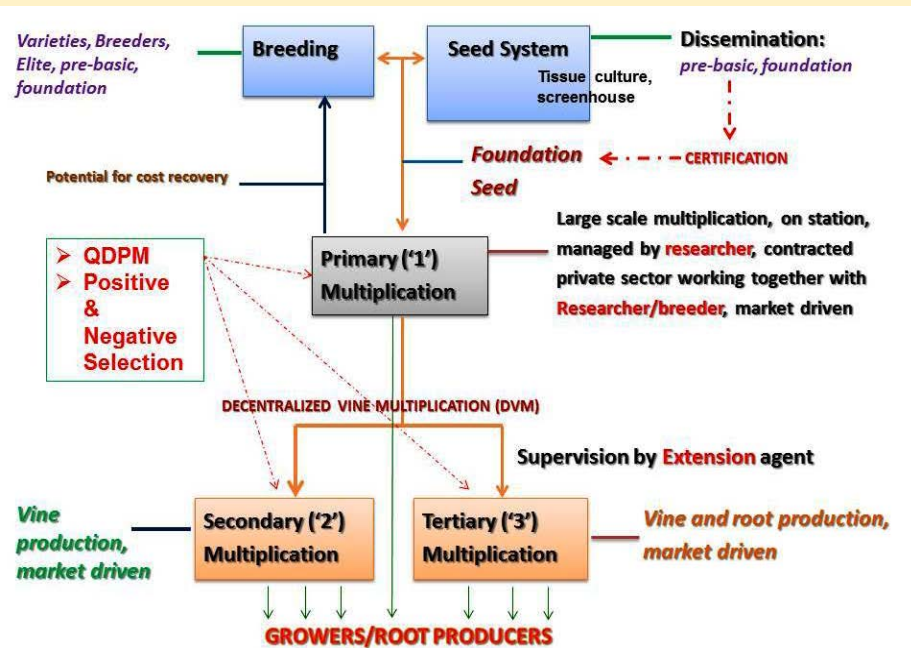 Varieties, Breeders,
Elite, pre-basic,
foundation
Breeding
Seed System
Tissue culture,
screenhouse
Dissemination:
pre-basic, foundation
Foundation
Seed
CERTIFICATION
Potential for cost recovery
Large scale multiplication, on station,
managed by researcher, contracted
private sector working together with
Researcher/breeder, market driven
Primary ('1')
Multiplication
➢ QDPM
➢ Positive
&
Negative
Selection
DECENTRALIZED VINE MULTIPLICATION (DVM)
Supervision by Extension agent
Vine
production,
market driven
Secondary ('2')
Multiplication
Tertiary ('3')
Multiplication
Vine and root production,
market driven
GROWERS/ROOT PRODUCERS